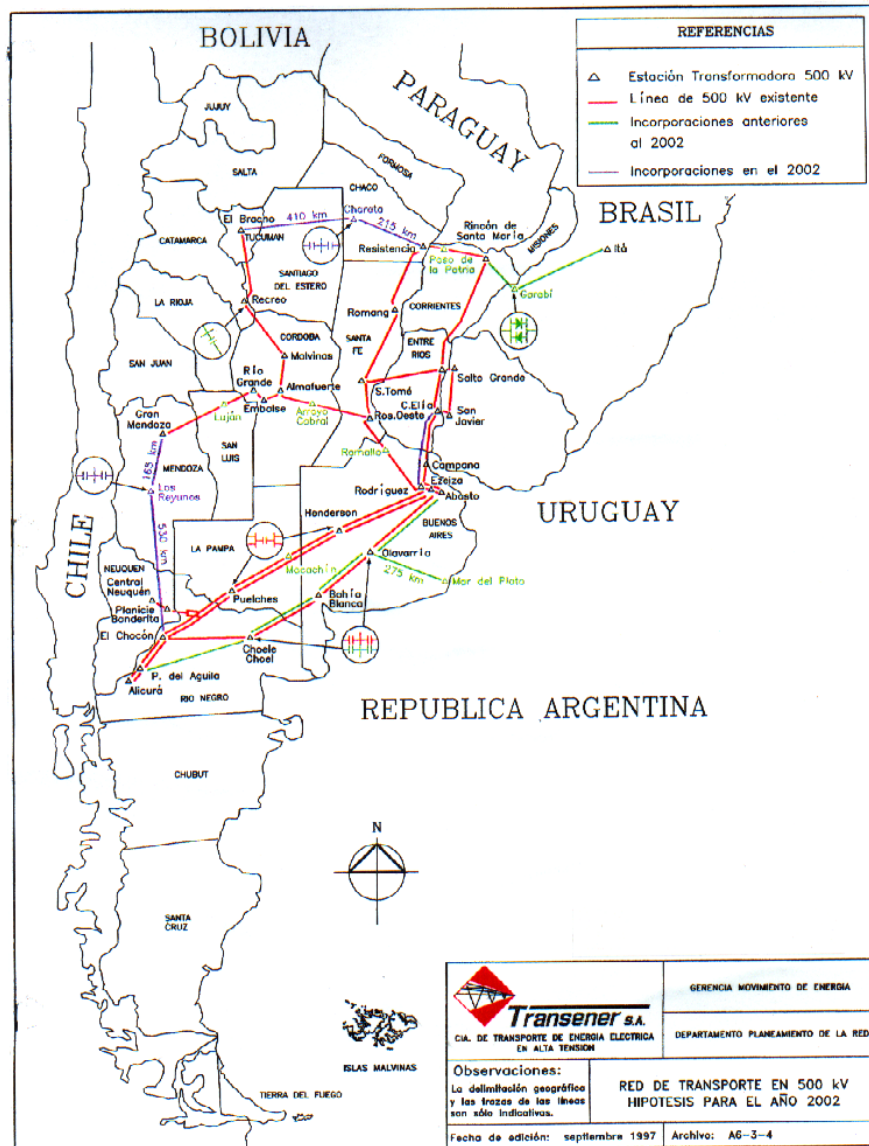 BOLIVIA
PARAGUAY
BRASIL
URUGUAY
CHILE
REPUBLICA ARGENTINA
REFERENCIAS
Estación Transformadora 500 kV
Línea de 500 kV existente
Incorporaciones anteriores
al 2002
Incorporaciones en el 2002
JUJUY
SALTA
FORMOSA
CHACO
MISIONES
CATAMARCA
TUCUMAN
SANTIAGO
DEL ESTERO
CORRIENTES
LA RIOJA
SAN JUAN
CORDOBA
SANTA
FE
ENTRE
RIOS
SAN
LUIS
MENDOZA
LA PAMPA
BUENOS
AIRES
NEUQUEN
RIO NEGRO
CHUBUT
SANTA
CRUZ
TIERRA DEL FUEGO
ISLAS MALVINAS
El Bracho
410 km
Charata
215 km
Resistencia
Paso de
la Patria
Rincón de
Santa María
Itá
Garabí
Recreo
Romang
Malvinas
Río
Grande
Almafuerte
Embalse
Luján
Arroyo
Cabral
Gran
Mendoza
165 km
Los
Reyunos
530 km
S.Tomé
Ros.Oeste
Salto Grande
C.Elía
San
Javier
Ramallo
Campana
Rodríguez
Ezeiza
Abasto
Henderson
Macachín
Puelches
Olavarría
275 km
Mar del Plata
Bahía
Blanca
Central
Neuquén
Planicie
Banderita
El Chocón
Choele
Choel
P. del Aguila
Alicurá
N
Transener S.A.
CIA. DE TRANSPORTE DE ENERGIA ELECTRICA
EN ALTA TENSION
GERENCIA MOVIMIENTO DE ENERGIA
DEPARTAMENTO PLANEAMIENTO DE LA RED
Observaciones:
La delimitación geográfica
y las trazas de las líneas
son sólo indicativas.
RED DE TRANSPORTE EN 500 kV
HIPOTESIS PARA EL AÑO 2002
Fecha de edición: septiembre 1997
Archivo: A6-3-4